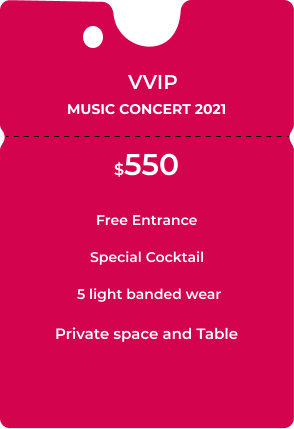 VVIP
MUSIC CONCERT 2021
$550
Free Entrance
Special Cocktail
5 light banded wear
Private space and Table